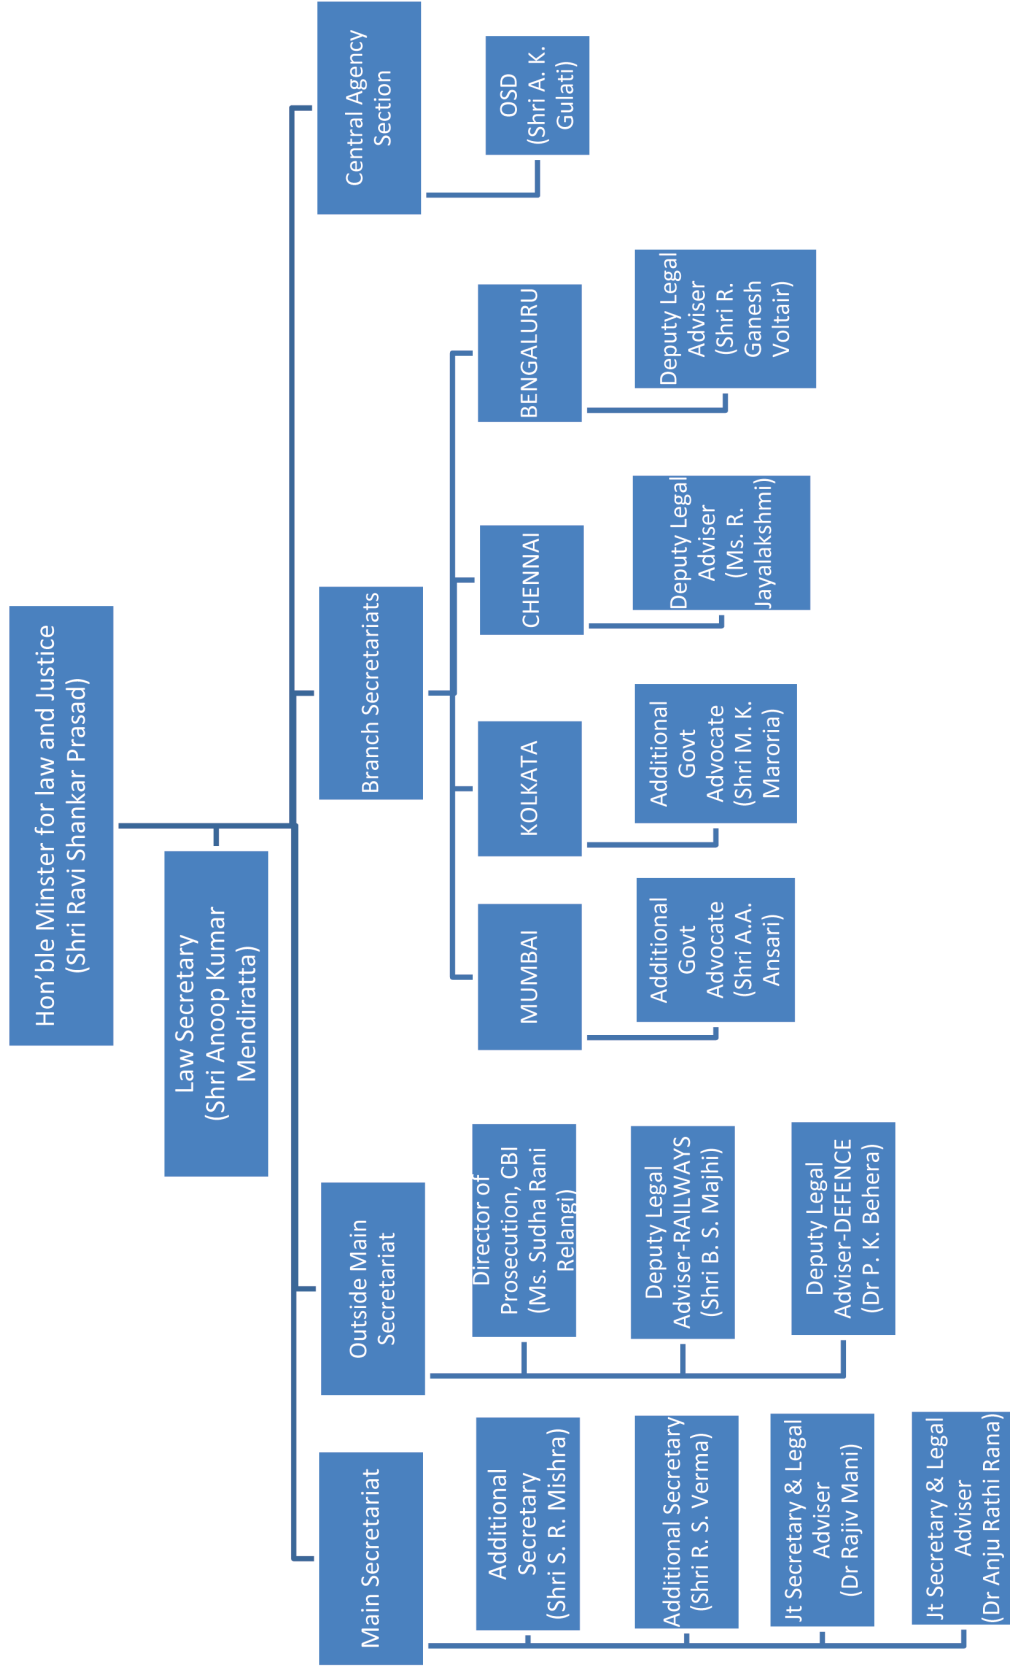 Hon’ble Minster for law and Justice
(Shri Ravi Shankar Prasad)
Law Secretary
(Shri Anoop Kumar
Mendiratta)
Main Secretariat
Additional
Secretary
(Shri S. R. Mishra)
Additional Secretary
(Shri R. S. Verma)
Jt Secretary & Legal
Adviser
(Dr Rajiv Mani)
Jt Secretary & Legal
Adviser
(Dr Anju Rathi Rana)
Outside Main
Secretariat
Director of
Prosecution, CBI
(Ms. Sudha Rani
Relangi)
Deputy Legal
Adviser-RAILWAYS
(Shri B. S. Majhi)
Deputy Legal
Adviser-DEFENCE
(Dr P. K. Behera)
Branch Secretariats
MUMBAI
Additional
Govt
Advocate
(Shri A.A.
Ansari)
KOLKATA
Additional
Govt
Advocate
(Shri M. K.
Maroria)
CHENNAI
Deputy Legal
Adviser
(Ms. R.
Jayalakshmi)
BENGALURU
Deputy Legal
Adviser
(Shri R.
Ganesh
Voltair)
Central Agency
Section
OSD
(Shri A. K.
Gulati)